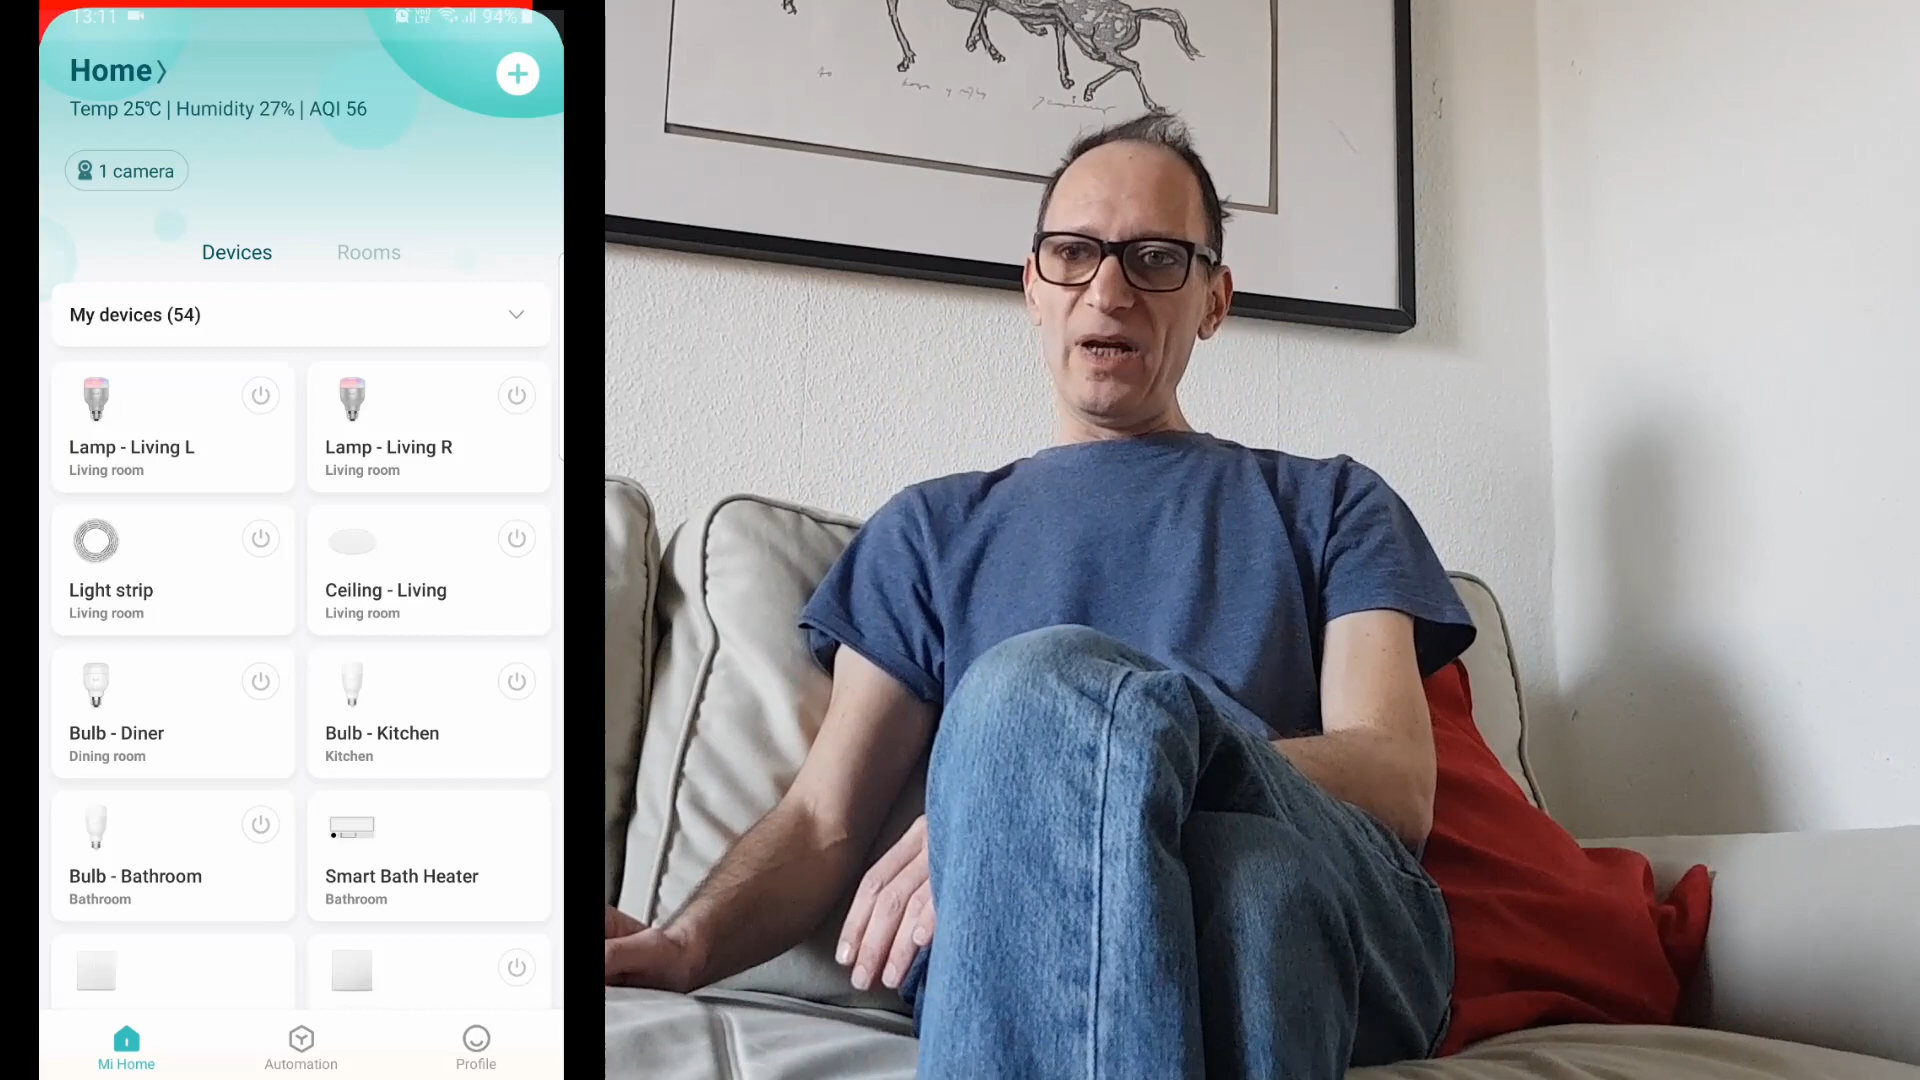 13:11
94%
Home
Temp 25℃ | Humidity 27% | AQI 56
1 camera
Devices
Rooms
My devices (54)
Lamp - Living L
Living room
Lamp - Living R
Living room
Light strip
Living room
Ceiling - Living
Living room
Bulb - Diner
Dining room
Bulb - Kitchen
Kitchen
Bulb - Bathroom
Bathroom
Smart Bath Heater
Bathroom
Mi Home
Automation
Profile